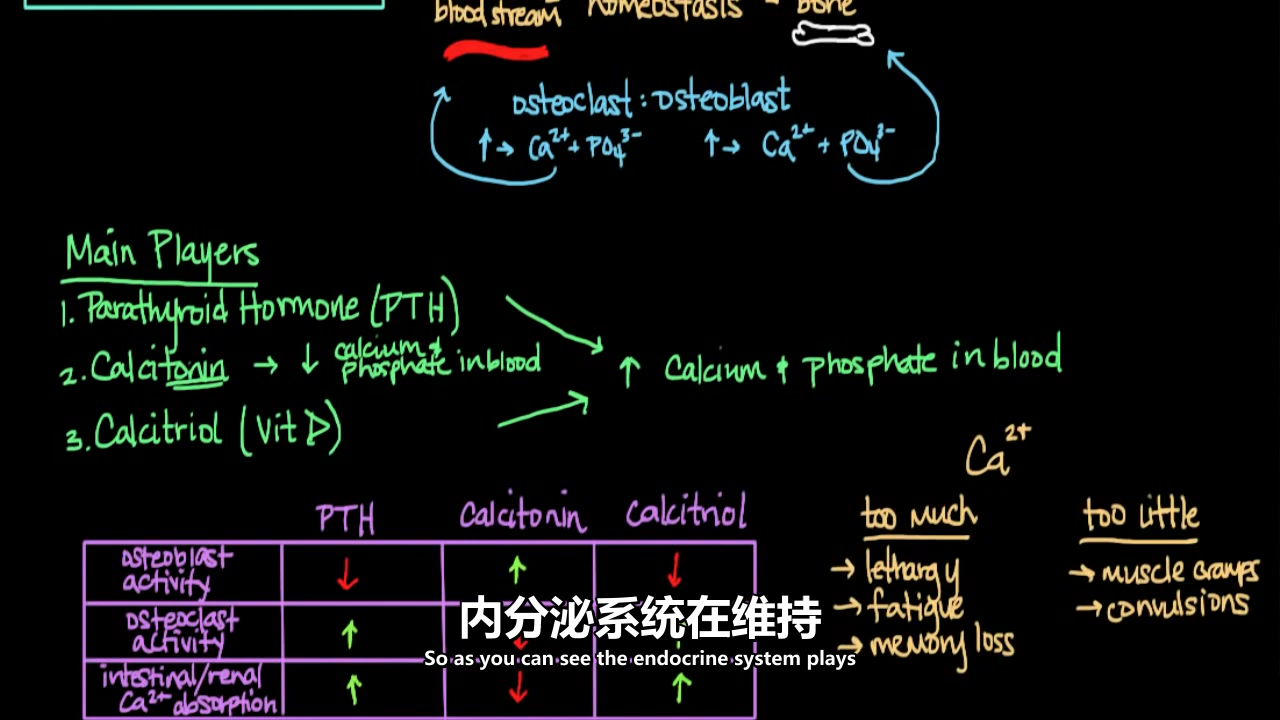 bloodstream homeostasis - bone
osteoclast : osteoblast
↑ → Ca²⁺ + PO₄³⁻ ↑ → Ca²⁺ + PO₄³⁻
Main Players
1. Parathyroid Hormone (PTH)
2. Calcitonin → ↓ calcium & phosphate in blood
↑ Calcium & phosphate in blood
3. Calcitriol (Vit D)
Ca²⁺
PTH Calcitonin Calcitriol
osteoblast activity ↓ ↑ ↓
osteoclast activity ↑ ↓ ↑
intestinal/renal Ca²⁺ absorption ↑ ↓ ↑
too much
→ lethargy
→ fatigue
→ memory loss
too little
→ muscle cramps
→ convulsions
内分泌系统在维持
So as you can see the endocrine system plays